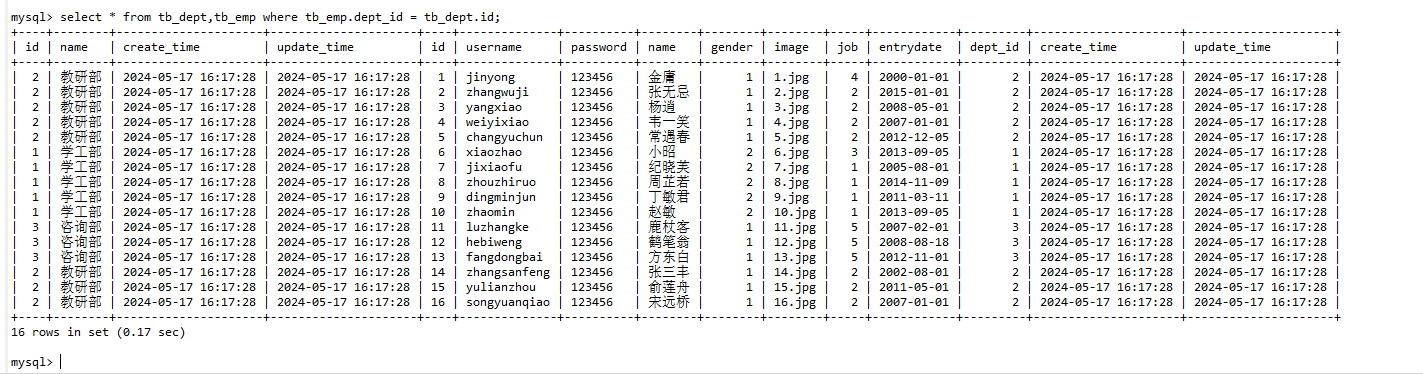 mysql> select * from tb_dept,tb_emp where tb_emp.dept_id = tb_dept.id;
+----+--------+---------------------+---------------------+----+--------------+----------+--------+--------+--------+------+------------+---------+---------------------+---------------------+
| id | name | create_time | update_time | id | username | password | name | gender | image | job | entrydate | dept_id | create_time | update_time |
+----+--------+---------------------+---------------------+----+--------------+----------+--------+--------+--------+------+------------+---------+---------------------+---------------------+
| 2 | 教研部 | 2024-05-17 16:17:28 | 2024-05-17 16:17:28 | 1 | jinyong | 123456 | 金庸 | 1 | 1.jpg | 4 | 2000-01-01 | 2 | 2024-05-17 16:17:28 | 2024-05-17 16:17:28 |
| 2 | 教研部 | 2024-05-17 16:17:28 | 2024-05-17 16:17:28 | 2 | zhangwuji | 123456 | 张无忌 | 1 | 2.jpg | 2 | 2015-01-01 | 2 | 2024-05-17 16:17:28 | 2024-05-17 16:17:28 |
| 2 | 教研部 | 2024-05-17 16:17:28 | 2024-05-17 16:17:28 | 3 | yangxiao | 123456 | 杨逍 | 1 | 3.jpg | 2 | 2008-05-01 | 2 | 2024-05-17 16:17:28 | 2024-05-17 16:17:28 |
| 2 | 教研部 | 2024-05-17 16:17:28 | 2024-05-17 16:17:28 | 4 | weiyixiao | 123456 | 韦一笑 | 1 | 4.jpg | 2 | 2007-01-01 | 2 | 2024-05-17 16:17:28 | 2024-05-17 16:17:28 |
| 2 | 教研部 | 2024-05-17 16:17:28 | 2024-05-17 16:17:28 | 5 | changyuchun | 123456 | 常遇春 | 1 | 5.jpg | 2 | 2012-12-05 | 2 | 2024-05-17 16:17:28 | 2024-05-17 16:17:28 |
| 1 | 学工部 | 2024-05-17 16:17:28 | 2024-05-17 16:17:28 | 6 | xiaozhao | 123456 | 小昭 | 2 | 6.jpg | 3 | 2013-09-05 | 1 | 2024-05-17 16:17:28 | 2024-05-17 16:17:28 |
| 1 | 学工部 | 2024-05-17 16:17:28 | 2024-05-17 16:17:28 | 7 | jixiaofu | 123456 | 纪晓芙 | 2 | 7.jpg | 1 | 2005-08-01 | 1 | 2024-05-17 16:17:28 | 2024-05-17 16:17:28 |
| 1 | 学工部 | 2024-05-17 16:17:28 | 2024-05-17 16:17:28 | 8 | zhouzhiruo | 123456 | 周芷若 | 2 | 8.jpg | 1 | 2014-11-09 | 1 | 2024-05-17 16:17:28 | 2024-05-17 16:17:28 |
| 1 | 学工部 | 2024-05-17 16:17:28 | 2024-05-17 16:17:28 | 9 | dingminjun | 123456 | 丁敏君 | 2 | 9.jpg | 1 | 2011-03-11 | 1 | 2024-05-17 16:17:28 | 2024-05-17 16:17:28 |
| 1 | 学工部 | 2024-05-17 16:17:28 | 2024-05-17 16:17:28 | 10 | zhaomin | 123456 | 赵敏 | 2 | 10.jpg | 1 | 2013-09-05 | 1 | 2024-05-17 16:17:28 | 2024-05-17 16:17:28 |
| 3 | 咨询部 | 2024-05-17 16:17:28 | 2024-05-17 16:17:28 | 11 | luzhangke | 123456 | 鹿杖客 | 1 | 11.jpg | 5 | 2007-02-01 | 3 | 2024-05-17 16:17:28 | 2024-05-17 16:17:28 |
| 3 | 咨询部 | 2024-05-17 16:17:28 | 2024-05-17 16:17:28 | 12 | hebiweng | 123456 | 鹤笔翁 | 1 | 12.jpg | 5 | 2008-08-18 | 3 | 2024-05-17 16:17:28 | 2024-05-17 16:17:28 |
| 3 | 咨询部 | 2024-05-17 16:17:28 | 2024-05-17 16:17:28 | 13 | fangdongbai | 123456 | 方东白 | 1 | 13.jpg | 5 | 2012-11-01 | 3 | 2024-05-17 16:17:28 | 2024-05-17 16:17:28 |
| 2 | 教研部 | 2024-05-17 16:17:28 | 2024-05-17 16:17:28 | 14 | zhangsanfeng | 123456 | 张三丰 | 1 | 14.jpg | 2 | 2002-08-01 | 2 | 2024-05-17 16:17:28 | 2024-05-17 16:17:28 |
| 2 | 教研部 | 2024-05-17 16:17:28 | 2024-05-17 16:17:28 | 15 | yulianzhou | 123456 | 俞莲舟 | 1 | 15.jpg | 2 | 2011-05-01 | 2 | 2024-05-17 16:17:28 | 2024-05-17 16:17:28 |
| 2 | 教研部 | 2024-05-17 16:17:28 | 2024-05-17 16:17:28 | 16 | songyuanqiao | 123456 | 宋远桥 | 1 | 16.jpg | 2 | 2007-01-01 | 2 | 2024-05-17 16:17:28 | 2024-05-17 16:17:28 |
+----+--------+---------------------+---------------------+----+--------------+----------+--------+--------+--------+------+------------+---------+---------------------+---------------------+
16 rows in set (0.17 sec)
mysql>